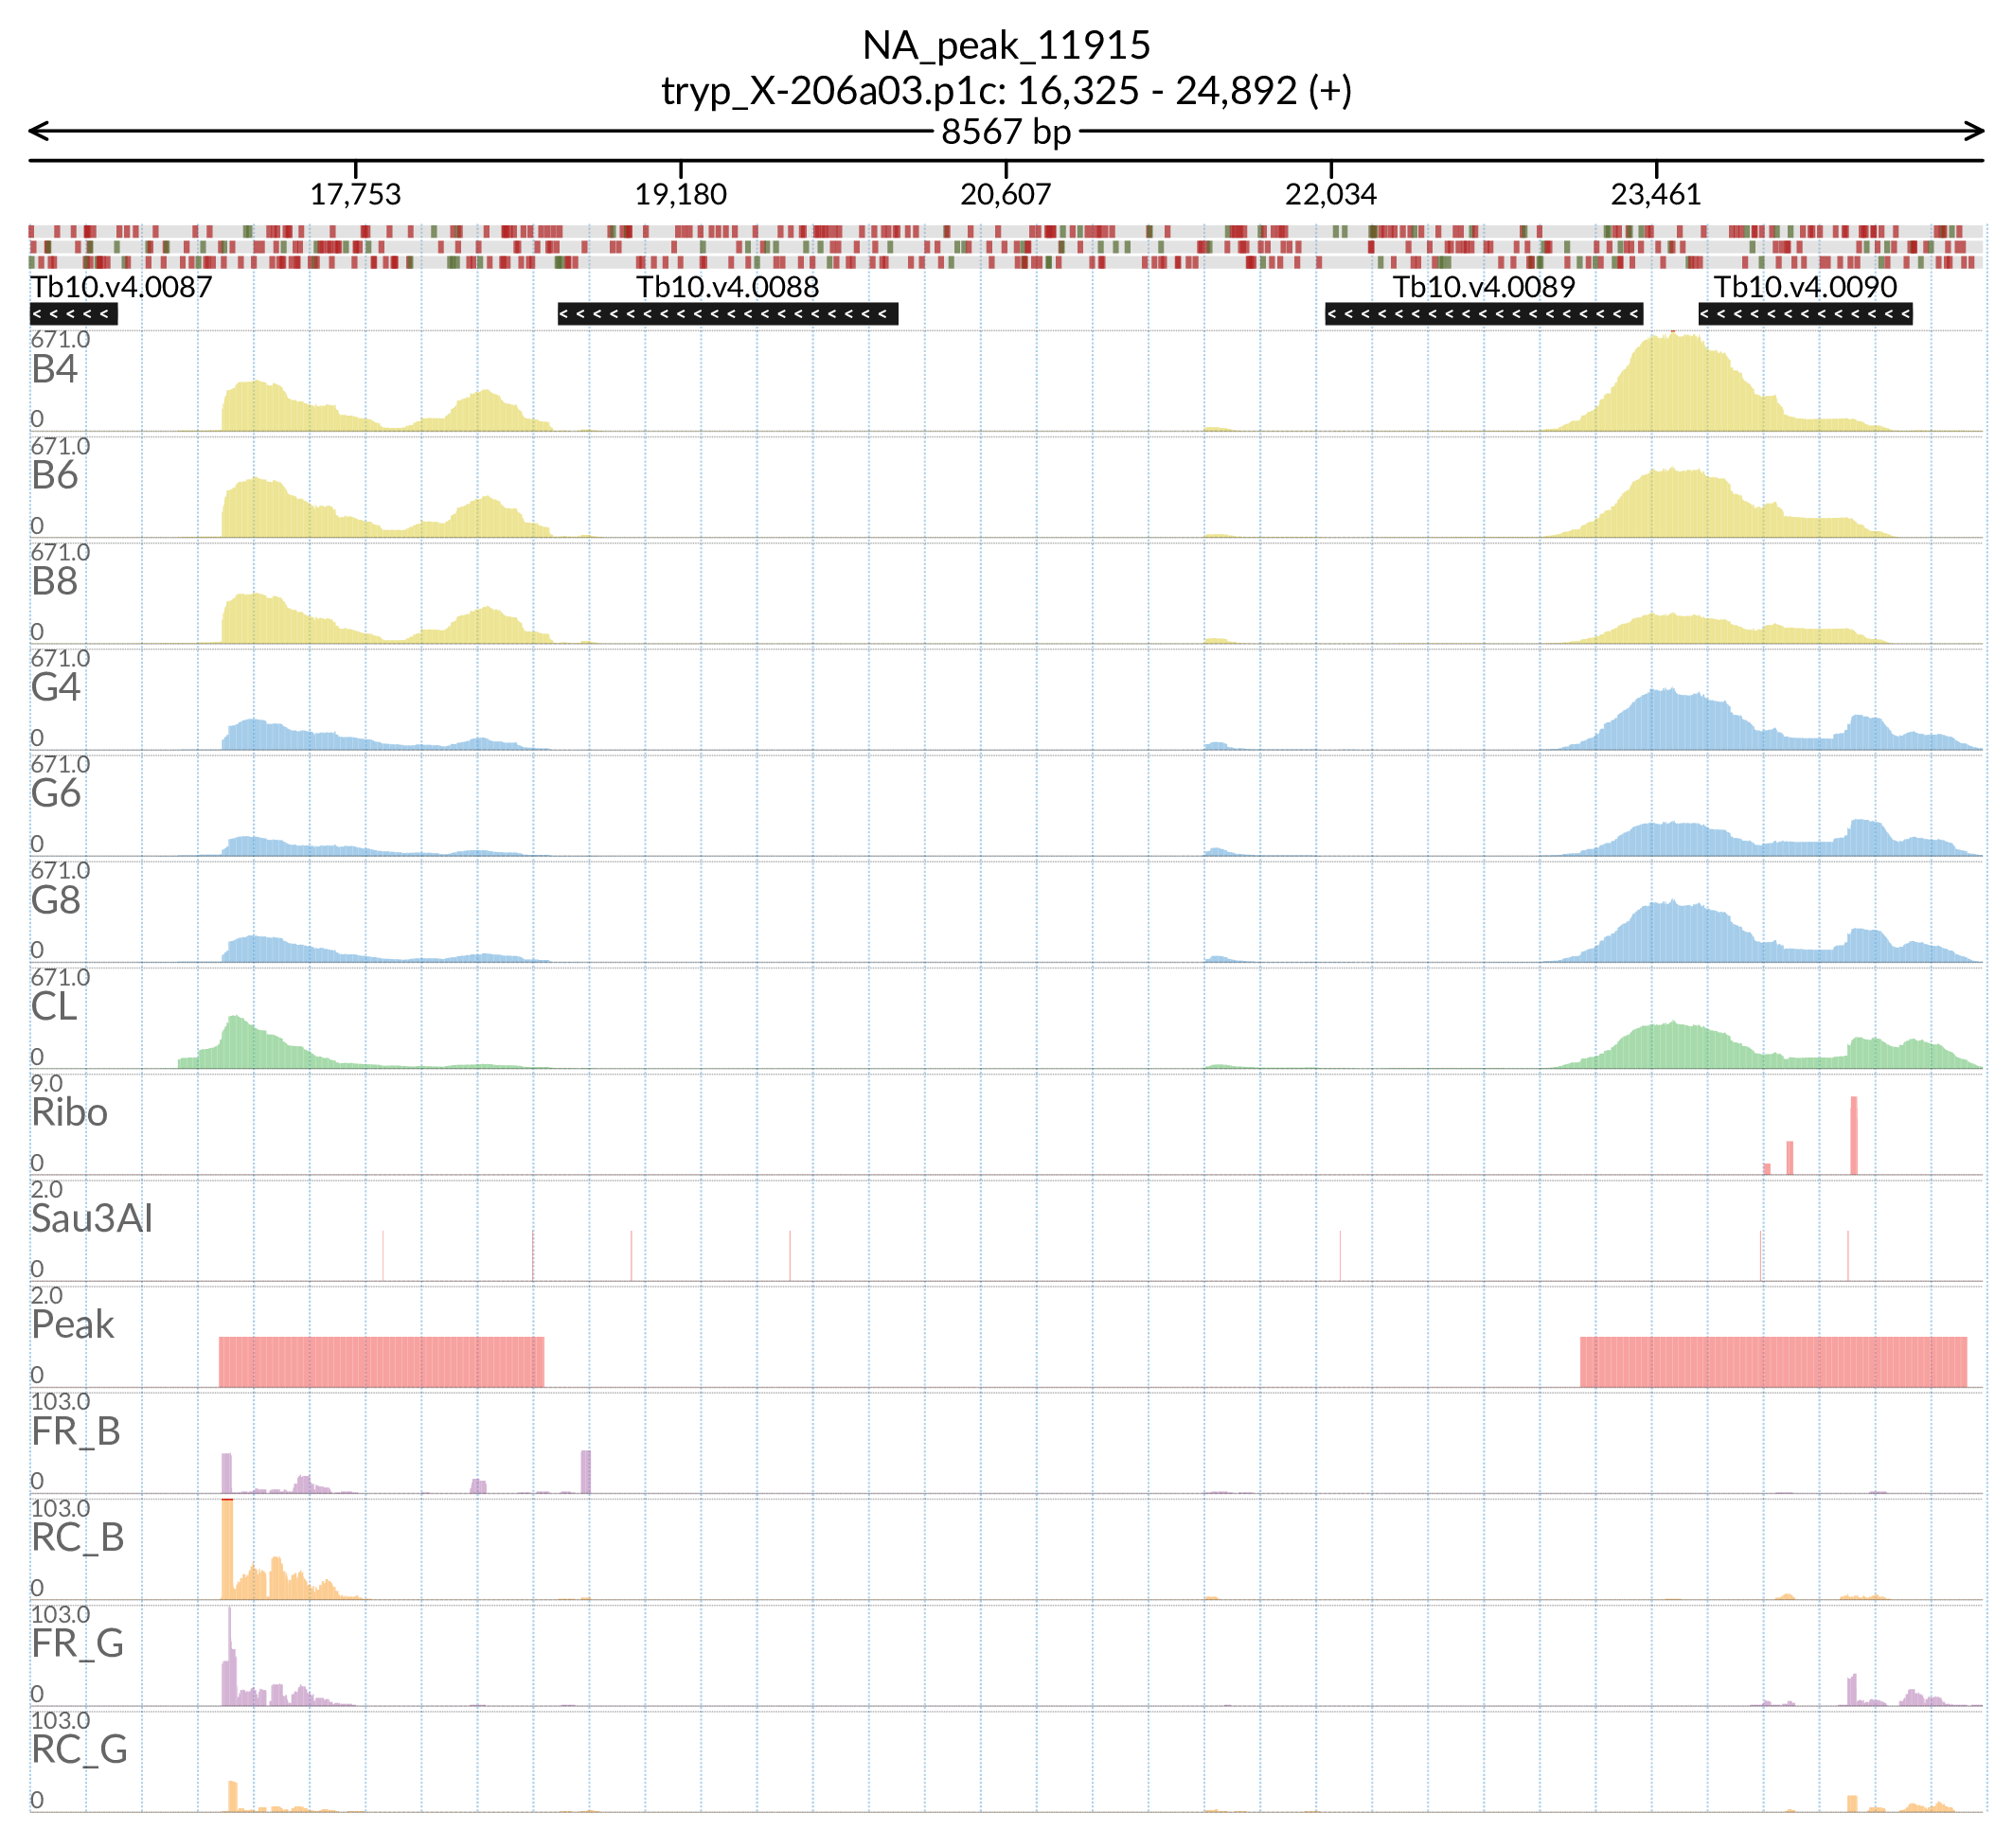 NA_peak_11915
tryp_X-206a03.p1c: 16,325 - 24,892 (+)
8567 bp
17,753 19,180 20,607 22,034 23,461
Tb10.v4.0087 Tb10.v4.0088 Tb10.v4.0089 Tb10.v4.0090
671.0
B4
0
671.0
B6
0
671.0
B8
0
671.0
G4
0
671.0
G6
0
671.0
G8
0
671.0
CL
0
9.0
Ribo
0
2.0
Sau3AI
0
2.0
Peak
0
103.0
FR_B
0
103.0
RC_B
0
103.0
FR_G
0
103.0
RC_G
0